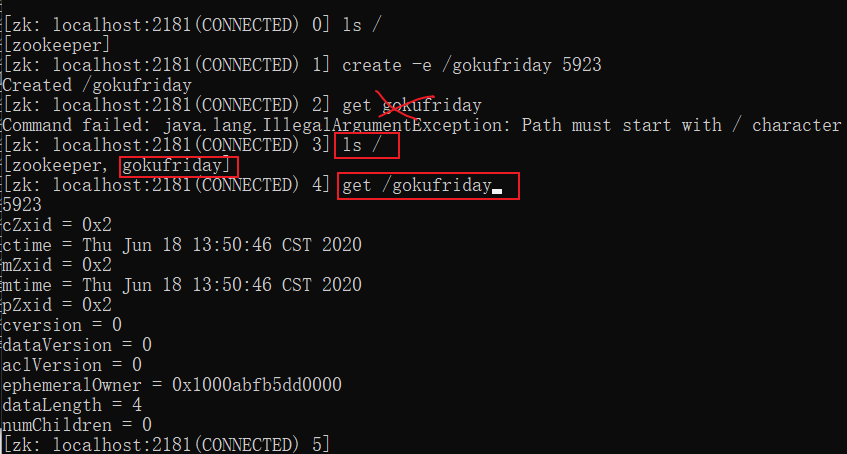 [zk: localhost:2181(CONNECTED) 0] ls /
[zookeeper]
[zk: localhost:2181(CONNECTED) 1] create -e /gokufriday 5923
Created /gokufriday
[zk: localhost:2181(CONNECTED) 2] get gokufriday
Command failed: java.lang.IllegalArgumentException: Path must start with / character
[zk: localhost:2181(CONNECTED) 3] ls /
[zookeeper, gokufriday]
[zk: localhost:2181(CONNECTED) 4] get /gokufriday
5923
cZxid = 0x2
ctime = Thu Jun 18 13:50:46 CST 2020
mZxid = 0x2
mtime = Thu Jun 18 13:50:46 CST 2020
pZxid = 0x2
cversion = 0
dataVersion = 0
aclVersion = 0
ephemeralOwner = 0x1000abfb5dd0000
dataLength = 4
numChildren = 0
[zk: localhost:2181(CONNECTED) 5]